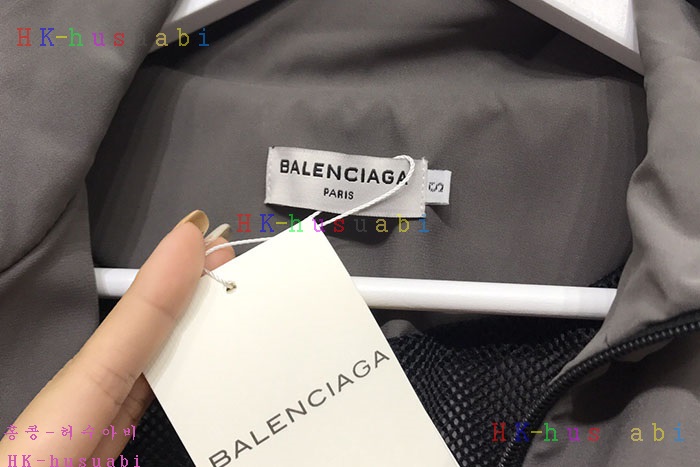 HK-hus abi
BALENCIAGA
PARIS
S
HK-husuabi
BALENCIAGA
홍콩-허수아비
HK-husuabi
HK-hus abi